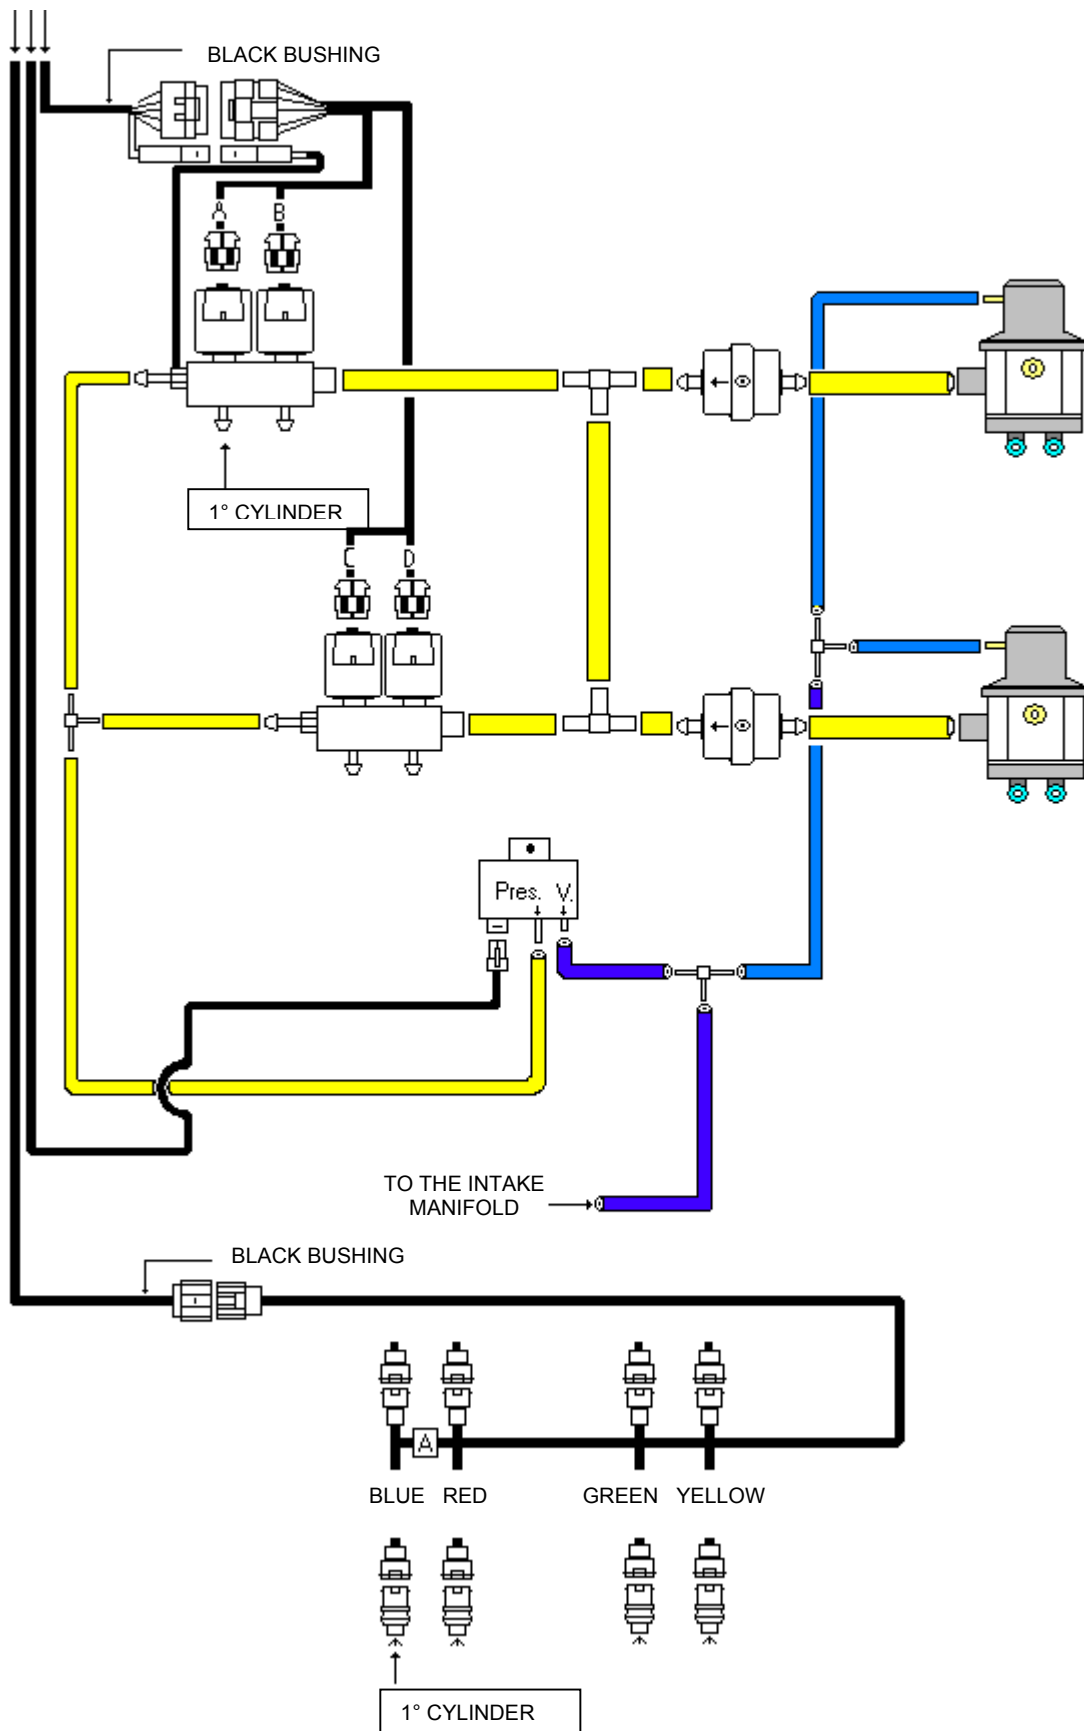 BLACK BUSHING
A B
1° CYLINDER
C D
Pres. V.
TO THE INTAKE
MANIFOLD
BLACK BUSHING
A
BLUE RED GREEN YELLOW
1° CYLINDER